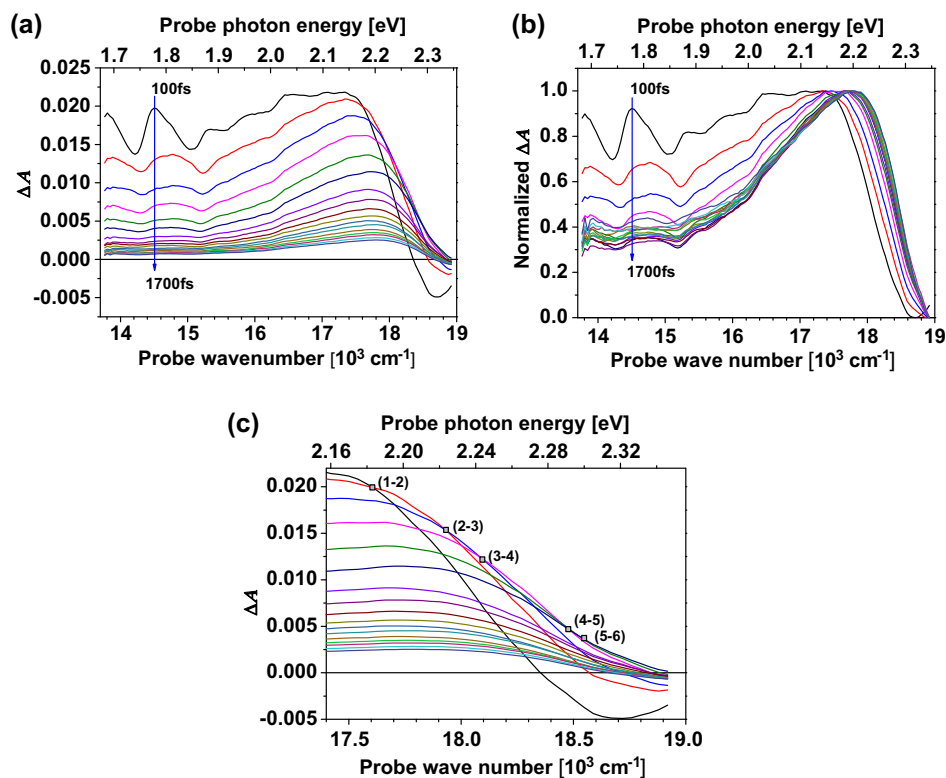 (a)
Probe photon energy [eV]
1.7 1.8 1.9 2.0 2.1 2.2 2.3
0.025
0.020
0.015
0.010
0.005
0.000
-0.005
ΔA
100fs
1700fs
13 14 15 16 17 18 19
Probe wavenumber [10³ cm⁻¹]
(b)
Probe photon energy [eV]
1.7 1.8 1.9 2.0 2.1 2.2 2.3
1.0
0.8
0.6
0.4
0.2
0.0
Normalized ΔA
100fs
1700fs
14 15 16 17 18 19
Probe wave number [10³ cm⁻¹]
(c)
Probe photon energy [eV]
2.16 2.20 2.24 2.28 2.32
0.020
0.015
0.010
0.005
0.000
-0.005
ΔA
(1-2)
(2-3)
(3-4)
(4-5)
(5-6)
17.5 18.0 18.5 19.0
Probe wave number [10³ cm⁻¹]